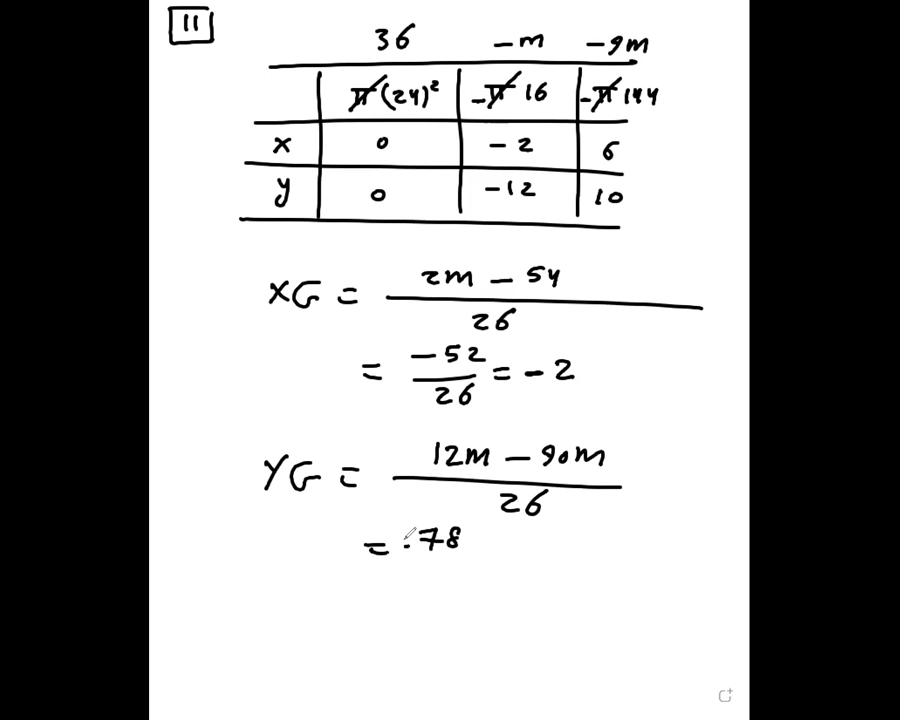 11
36 -m -9m
π(24)² -π16 -π144
x 0 -2 6
y 0 -12 10
XG = 2m - 54 / 26
= -52 / 26 = -2
YG = 12m - 90m / 26
= -78